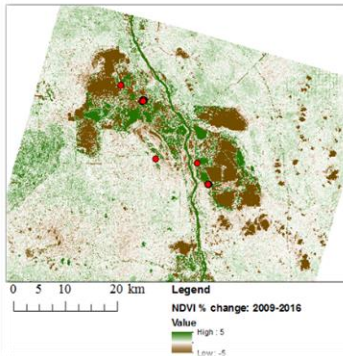 0 5 10 20 km
Legend
NDVI % change: 2009-2016
Value
High : 5
Low : -5